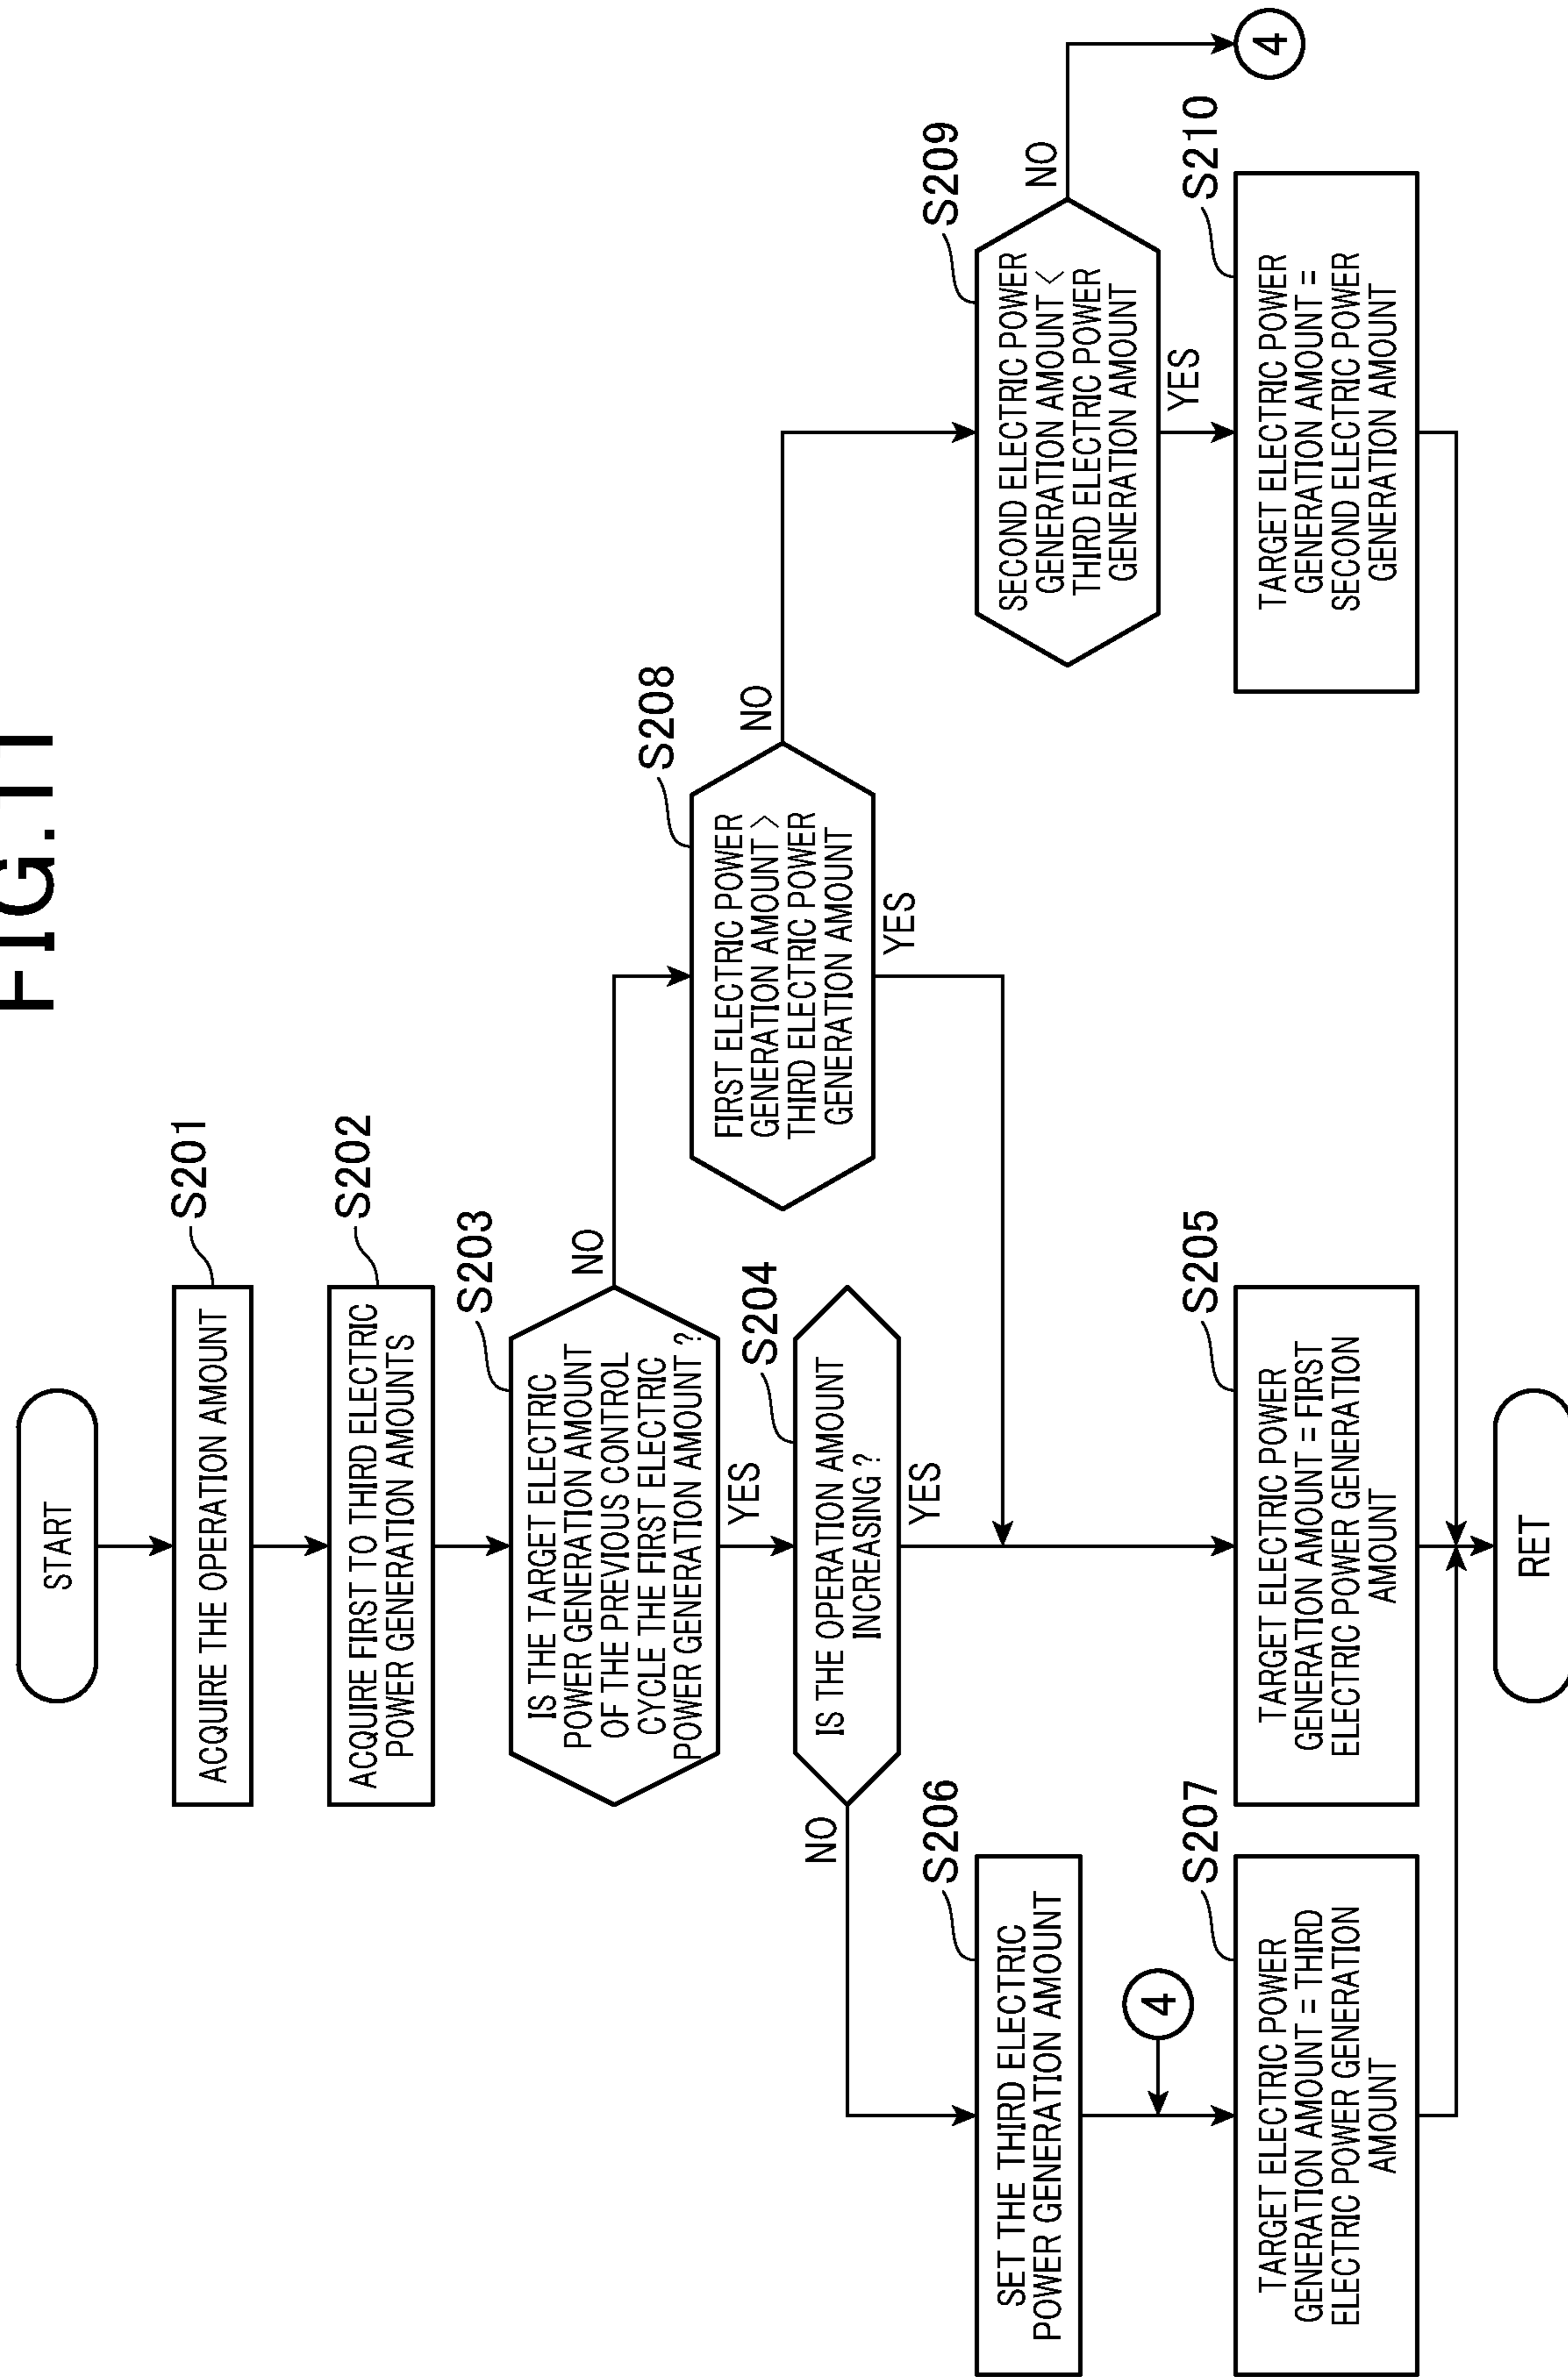 FIG.11
START
ACQUIRE THE OPERATION AMOUNT
S201
ACQUIRE FIRST TO THIRD ELECTRIC
POWER GENERATION AMOUNTS
S202
IS THE TARGET ELECTRIC
POWER GENERATION AMOUNT
OF THE PREVIOUS CONTROL
CYCLE THE FIRST ELECTRIC
POWER GENERATION AMOUNT ?
S203
NO
YES
IS THE OPERATION AMOUNT
INCREASING ?
S204
NO
YES
FIRST ELECTRIC POWER
GENERATION AMOUNT >
THIRD ELECTRIC POWER
GENERATION AMOUNT
S208
NO
YES
SECOND ELECTRIC POWER
GENERATION AMOUNT <
THIRD ELECTRIC POWER
GENERATION AMOUNT
S209
NO
YES
4
SET THE THIRD ELECTRIC
POWER GENERATION AMOUNT
S206
4
TARGET ELECTRIC POWER
GENERATION AMOUNT = THIRD
ELECTRIC POWER GENERATION
AMOUNT
S207
TARGET ELECTRIC POWER
GENERATION AMOUNT = FIRST
ELECTRIC POWER GENERATION
AMOUNT
S205
TARGET ELECTRIC POWER
GENERATION AMOUNT =
SECOND ELECTRIC POWER
GENERATION AMOUNT
S210
RET